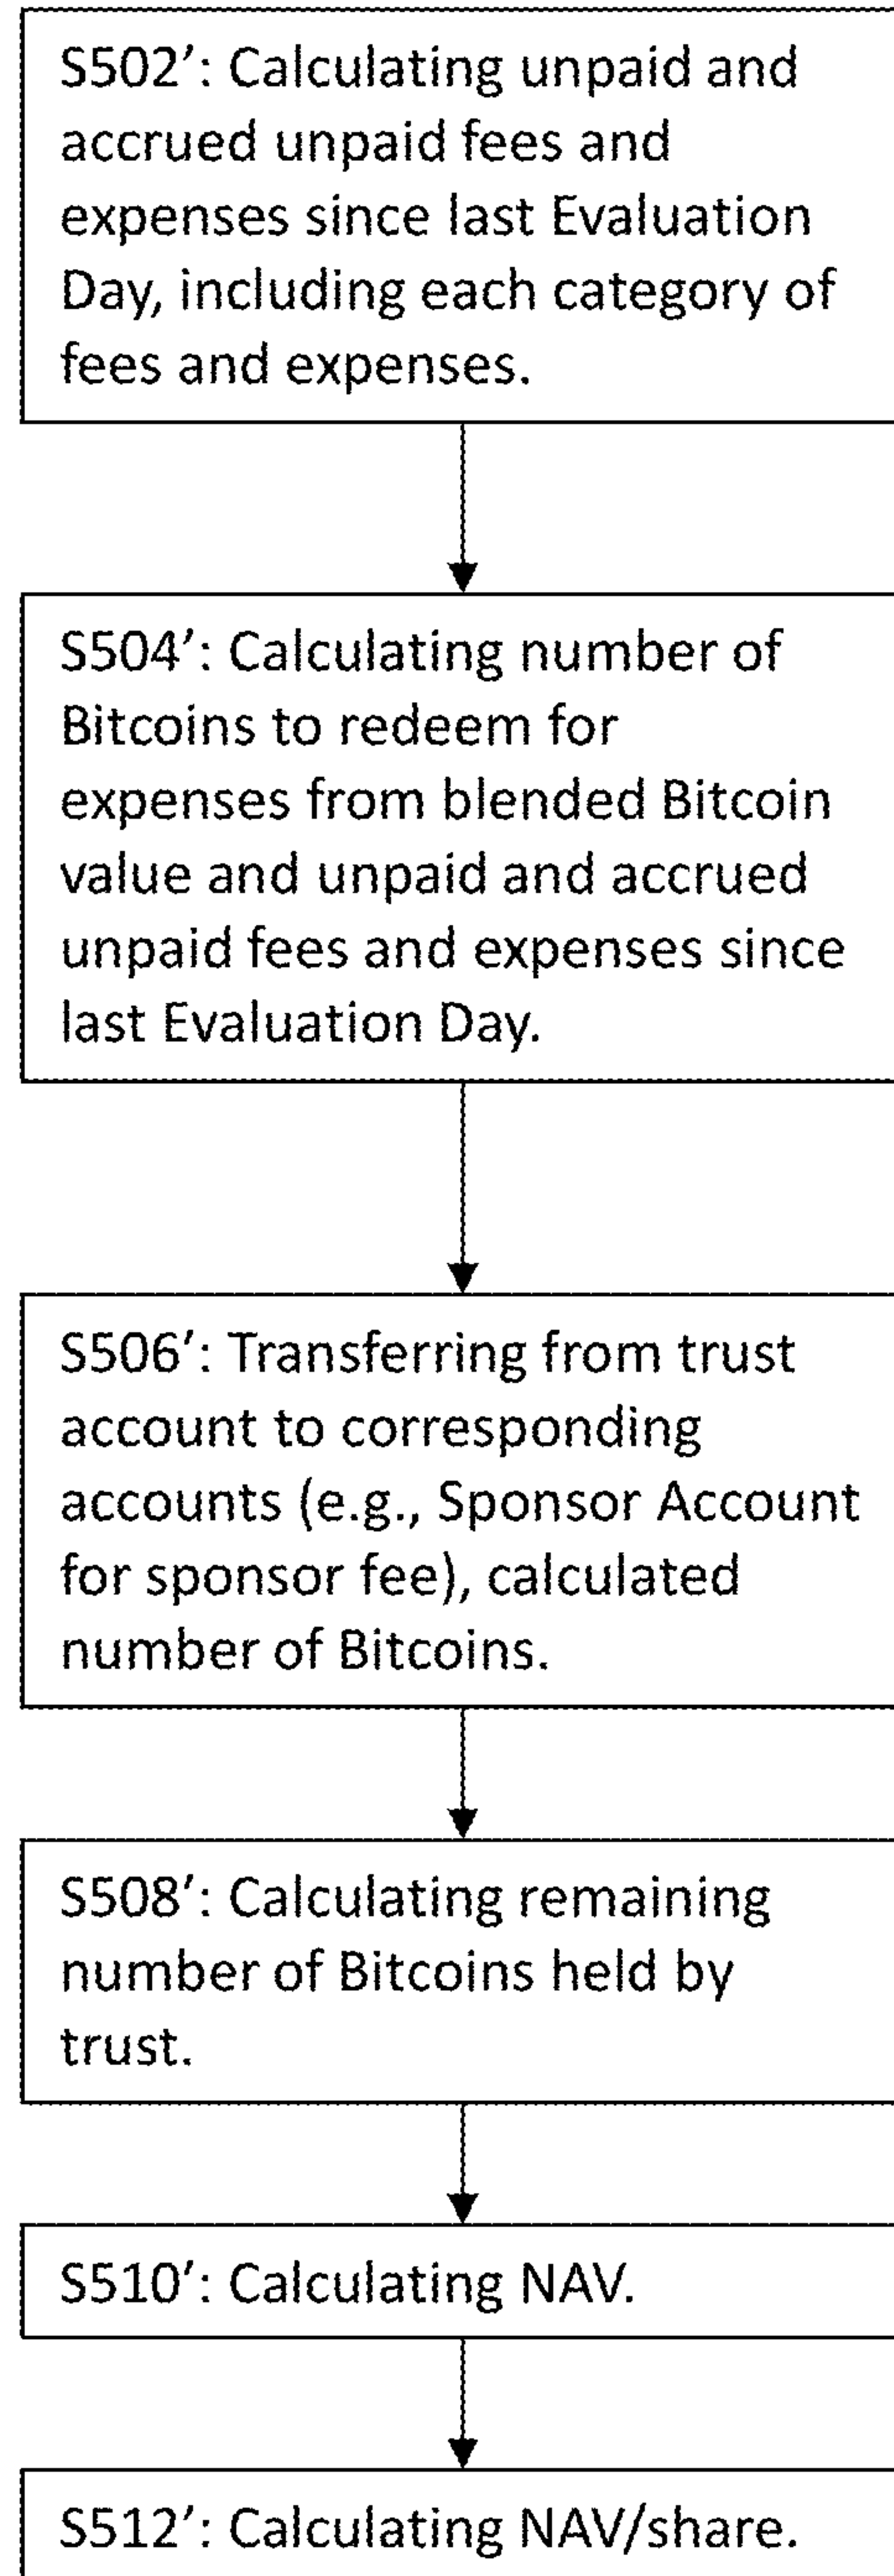 S502’: Calculating unpaid and
accrued unpaid fees and
expenses since last Evaluation
Day, including each category of
fees and expenses.
S504’: Calculating number of
Bitcoins to redeem for
expenses from blended Bitcoin
value and unpaid and accrued
unpaid fees and expenses since
last Evaluation Day.
S506’: Transferring from trust
account to corresponding
accounts (e.g., Sponsor Account
for sponsor fee), calculated
number of Bitcoins.
S508’: Calculating remaining
number of Bitcoins held by
trust.
S510’: Calculating NAV.
S512’: Calculating NAV/share.